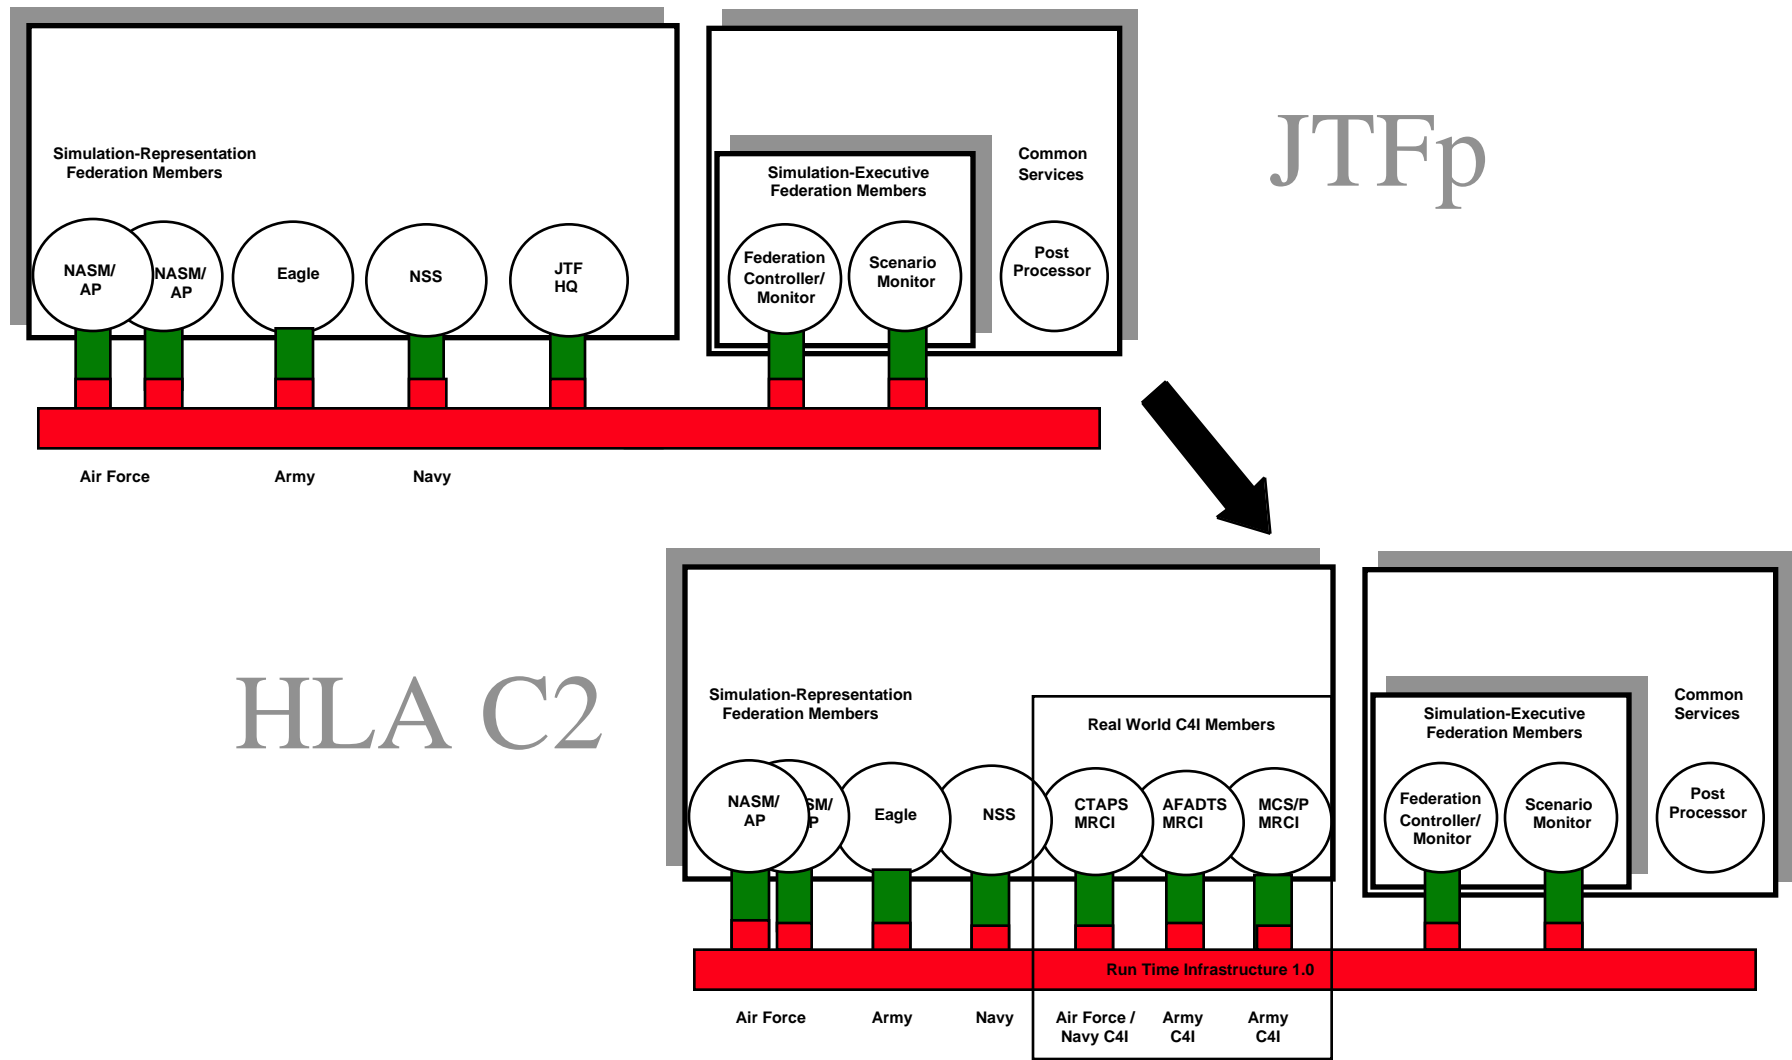 JTFp
Simulation-Representation
Federation Members
Simulation-Executive
Federation Members
Common
Services
NASM/
AP
NASM/
AP
Eagle
NSS
JTF
HQ
Federation
Controller/
Monitor
Scenario
Monitor
Post
Processor
Air Force
Army
Navy
HLA C2
Simulation-Representation
Federation Members
Real World C4I Members
Simulation-Executive
Federation Members
Common
Services
NASM/
AP
SM/
P
Eagle
NSS
CTAPS
MRCI
AFADTS
MRCI
MCS/P
MRCI
Federation
Controller/
Monitor
Scenario
Monitor
Post
Processor
Run Time Infrastructure 1.0
Air Force
Army
Navy
Air Force /
Navy C4I
Army
C4I
Army
C4I